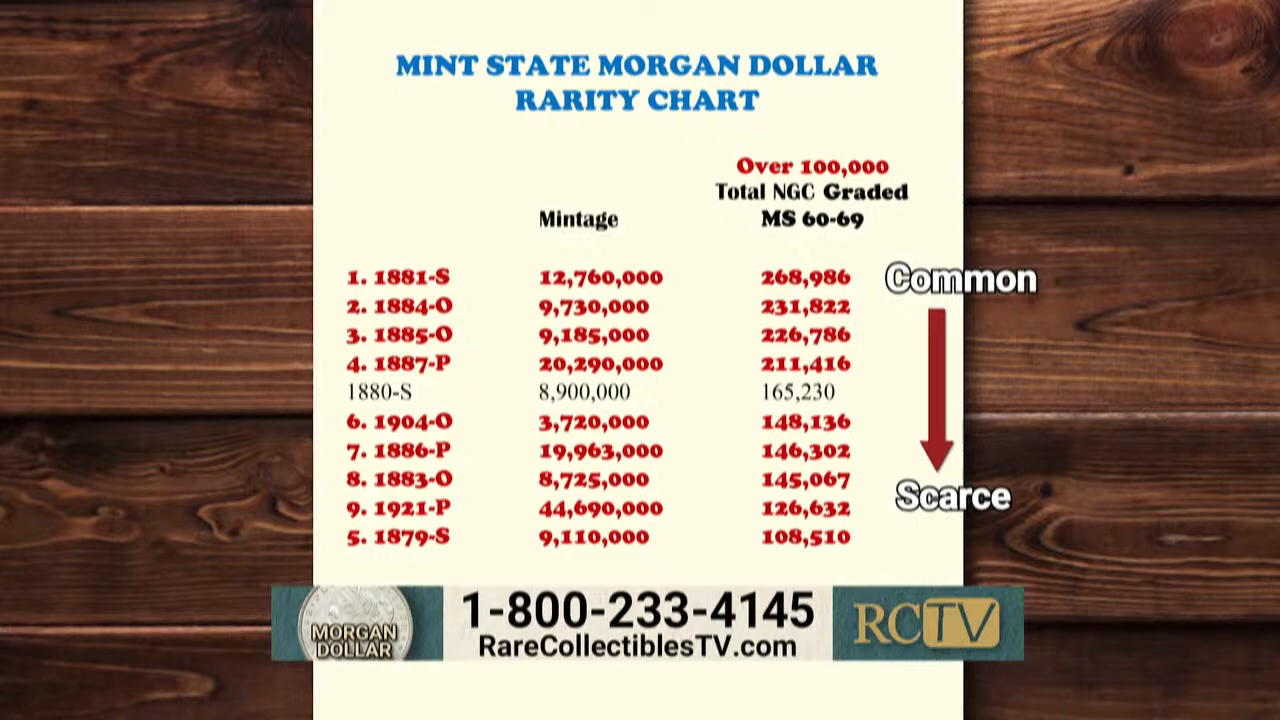 MINT STATE MORGAN DOLLAR
RARITY CHART
Over 100,000
Total NGC Graded
Mintage MS 60-69
1. 1881-S 12,760,000 268,986 Common
2. 1884-O 9,730,000 231,822
3. 1885-O 9,185,000 226,786
4. 1887-P 20,290,000 211,416
1880-S 8,900,000 165,230
6. 1904-O 3,720,000 148,136
7. 1886-P 19,963,000 146,302
8. 1883-O 8,725,000 145,067
Scarce
9. 1921-P 44,690,000 126,632
5. 1879-S 9,110,000 108,510
MORGAN
DOLLAR
1-800-233-4145
RareCollectiblesTV.com
RCTV